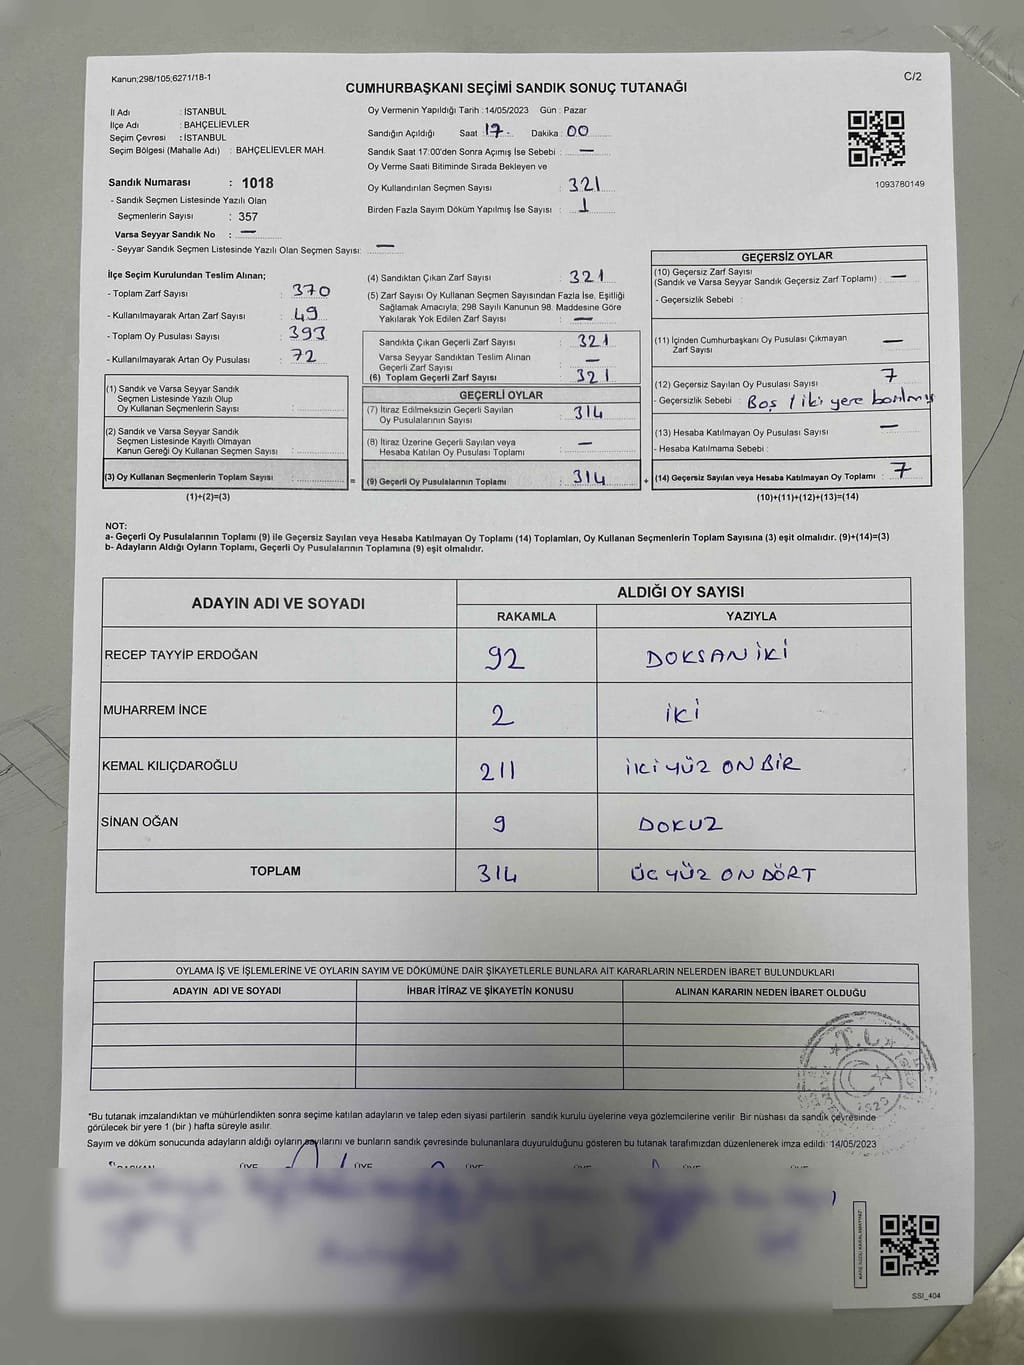 Kanun;298/105;6271/18-1
C/2
CUMHURBAŞKANI SEÇİMİ SANDIK SONUÇ TUTANAĞI
İl Adı : İSTANBUL
İlçe Adı : BAHÇELİEVLER
Seçim Çevresi : İSTANBUL
Seçim Bölgesi (Mahalle Adı) : BAHÇELİEVLER MAH.
Sandık Numarası : 1018
- Sandık Seçmen Listesinde Yazılı Olan
Seçmenlerin Sayısı : 357
Varsa Seyyar Sandık No : —
- Seyyar Sandık Seçmen Listesinde Yazılı Olan Seçmen Sayısı: —
Oy Vermenin Yapıldığı Tarih : 14/05/2023 Gün : Pazar
Sandığın Açıldığı Saat 17 - Dakika 00
Sandık Saat 17:00'den Sonra Açımış İse Sebebi : —
Oy Verme Saati Bitiminde Sırada Bekleyen ve
Oy Kullandırılan Seçmen Sayısı : 321
Birden Fazla Sayım Döküm Yapılmış İse Sayısı : 1
1093780149
İlçe Seçim Kurulundan Teslim Alınan;
- Toplam Zarf Sayısı : 370
- Kullanılmayarak Artan Zarf Sayısı : 49
- Toplam Oy Pusulası Sayısı : 393
- Kullanılmayarak Artan Oy Pusulası : 72
(1) Sandık ve Varsa Seyyar Sandık
Seçmen Listesinde Yazılı Olup
Oy Kullanan Seçmenlerin Sayısı :
(2) Sandık ve Varsa Seyyar Sandık
Seçmen Listesinde Kayıtlı Olmayan
Kanun Gereği Oy Kullanan Seçmen Sayısı :
(3) Oy Kullanan Seçmenlerin Toplam Sayısı :
(1)+(2)=(3)
(4) Sandıktan Çıkan Zarf Sayısı : 321
(5) Zarf Sayısı Oy Kullanan Seçmen Sayısından Fazla İse, Eşitliği
Sağlamak Amacıyla; 298 Sayılı Kanunun 98. Maddesine Göre
Yakılarak Yok Edilen Zarf Sayısı : —
Sandıkta Çıkan Geçerli Zarf Sayısı : 321
Varsa Seyyar Sandıktan Teslim Alınan
Geçerli Zarf Sayısı : —
(6) Toplam Geçerli Zarf Sayısı : 321
GEÇERLİ OYLAR
(7) İtiraz Edilmeksizin Geçerli Sayılan
Oy Pusulalarının Sayısı : 314
(8) İtiraz Üzerine Geçerli Sayılan veya
Hesaba Katılan Oy Pusulası Toplamı : —
= (9) Geçerli Oy Pusulalarının Toplamı : 314
GEÇERSİZ OYLAR
(10) Geçersiz Zarf Sayısı
(Sandık ve Varsa Seyyar Sandık Geçersiz Zarf Toplamı) : —
- Geçersizlik Sebebi :
(11) İçinden Cumhurbaşkanı Oy Pusulası Çıkmayan
Zarf Sayısı : —
(12) Geçersiz Sayılan Oy Pusulası Sayısı : 7
- Geçersizlik Sebebi : Boş / iki yere basılmış
(13) Hesaba Katılmayan Oy Pusulası Sayısı : —
- Hesaba Katılmama Sebebi :
+ (14) Geçersiz Sayılan veya Hesaba Katılmayan Oy Toplamı : 7
(10)+(11)+(12)+(13)=(14)
NOT:
a- Geçerli Oy Pusulalarının Toplamı (9) ile Geçersiz Sayılan veya Hesaba Katılmayan Oy Toplamı (14) Toplamları, Oy Kullanan Seçmenlerin Toplam Sayısına (3) eşit olmalıdır. (9)+(14)=(3)
b- Adayların Aldığı Oyların Toplamı, Geçerli Oy Pusulalarının Toplamına (9) eşit olmalıdır.
ADAYIN ADI VE SOYADI
ALDIĞI OY SAYISI
RAKAMLA YAZIYLA
RECEP TAYYİP ERDOĞAN 92 DOKSAN İKİ
MUHARREM İNCE 2 İKİ
KEMAL KILIÇDAROĞLU 211 İKİ YÜZ ON BİR
SİNAN OĞAN 9 DOKUZ
TOPLAM 314 ÜÇ YÜZ ON DÖRT
OYLAMA İŞ VE İŞLEMLERİNE VE OYLARIN SAYIM VE DÖKÜMÜNE DAİR ŞİKAYETLERLE BUNLARA AİT KARARLARIN NELERDEN İBARET BULUNDUKLARI
ADAYIN ADI VE SOYADI İHBAR İTİRAZ VE ŞİKAYETİN KONUSU ALINAN KARARIN NEDEN İBARET OLDUĞU
*Bu tutanak imzalandıktan ve mühürlendikten sonra seçime katılan adayların ve talep eden siyasi partilerin sandık kurulu üyelerine veya gözlemcilerine verilir. Bir nüshası da sandık çevresinde
görülecek bir yere 1 (bir ) hafta süreyle asılır.
Sayım ve döküm sonucunda adayların aldığı oyların sayılarını ve bunların sandık çevresinde bulunanlara duyurulduğunu gösteren bu tutanak tarafımızdan düzenlenerek imza edildi. 14/05/2023
T.C.
SSI_404